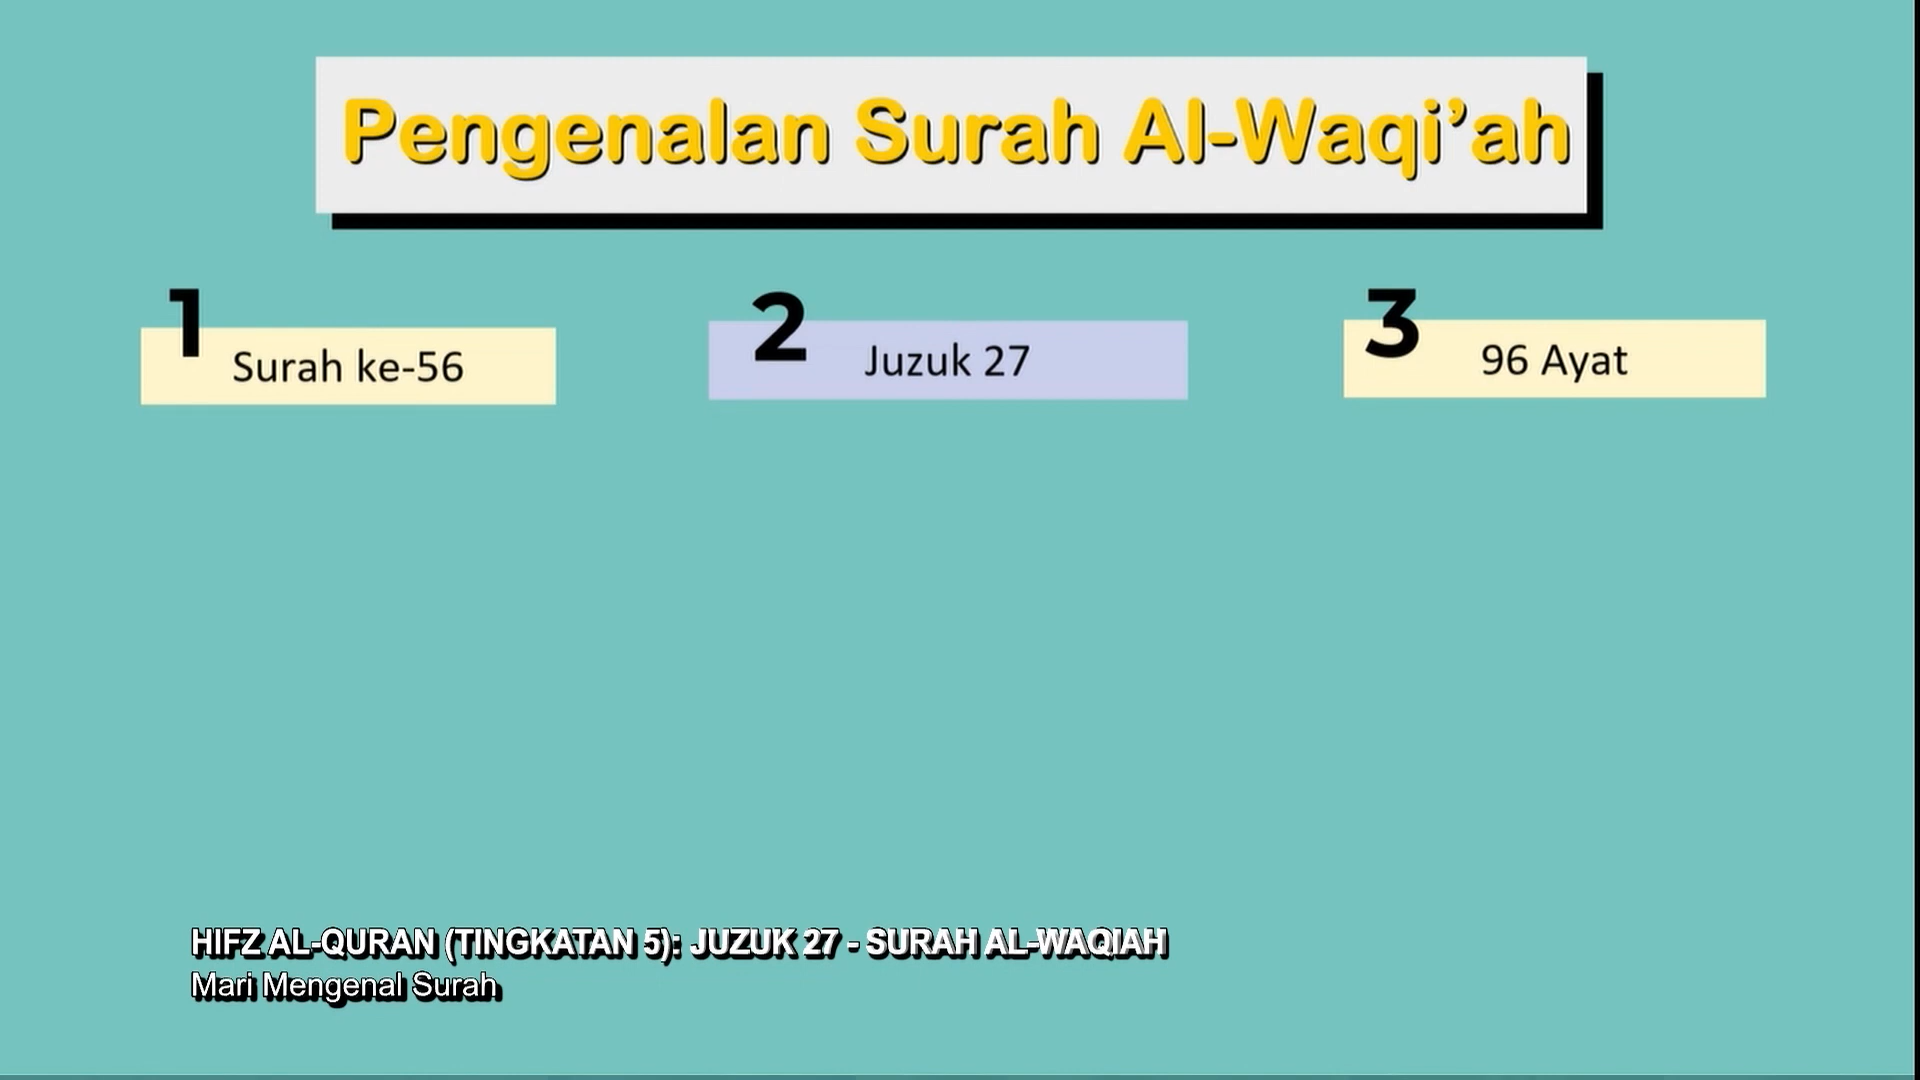 Pengenalan Surah Al-Waqi’ah
1
Surah ke-56
2
Juzuk 27
3
96 Ayat
HIFZ AL-QURAN (TINGKATAN 5): JUZUK 27 - SURAH AL-WAQIAH
Mari Mengenal Surah